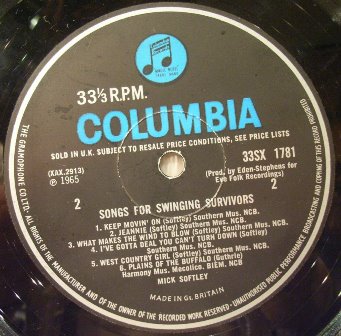 MAGIC NOTES
TRADE MARK
33⅓ R.P.M.
COLUMBIA
SOLD IN U.K. SUBJECT TO RESALE PRICE CONDITIONS, SEE PRICE LISTS
(XAX.2913)
℗ 1965
33SX 1781
(Prod. by Eden-Stephens for
Eve Folk Recordings)
2
2
SONGS FOR SWINGING SURVIVORS
1. KEEP MOVIN' ON (Softley) Southern Mus. NCB.
2. JEANNIE (Softley) Southern Mus. NCB.
3. WHAT MAKES THE WIND TO BLOW (Softley) Southern Mus. NCB.
4. I'VE GOTTA DEAL YOU CAN'T TURN DOWN (Softley)
Southern Mus. NCB.
5. WEST COUNTRY GIRL (Softley) Southern Mus. NCB.
6. PLAINS OF THE BUFFALO (Guthrie)
Harmony Mus. Mecolico. BIEM. NCB.
MICK SOFTLEY
MADE IN GT. BRITAIN
THE GRAMOPHONE CO LTD. ALL RIGHTS OF THE MANUFACTURER AND OF THE OWNER OF THE RECORDED WORK RESERVED. UNAUTHORISED PUBLIC PERFORMANCE BROADCASTING AND COPYING OF THIS RECORD PROHIBITED